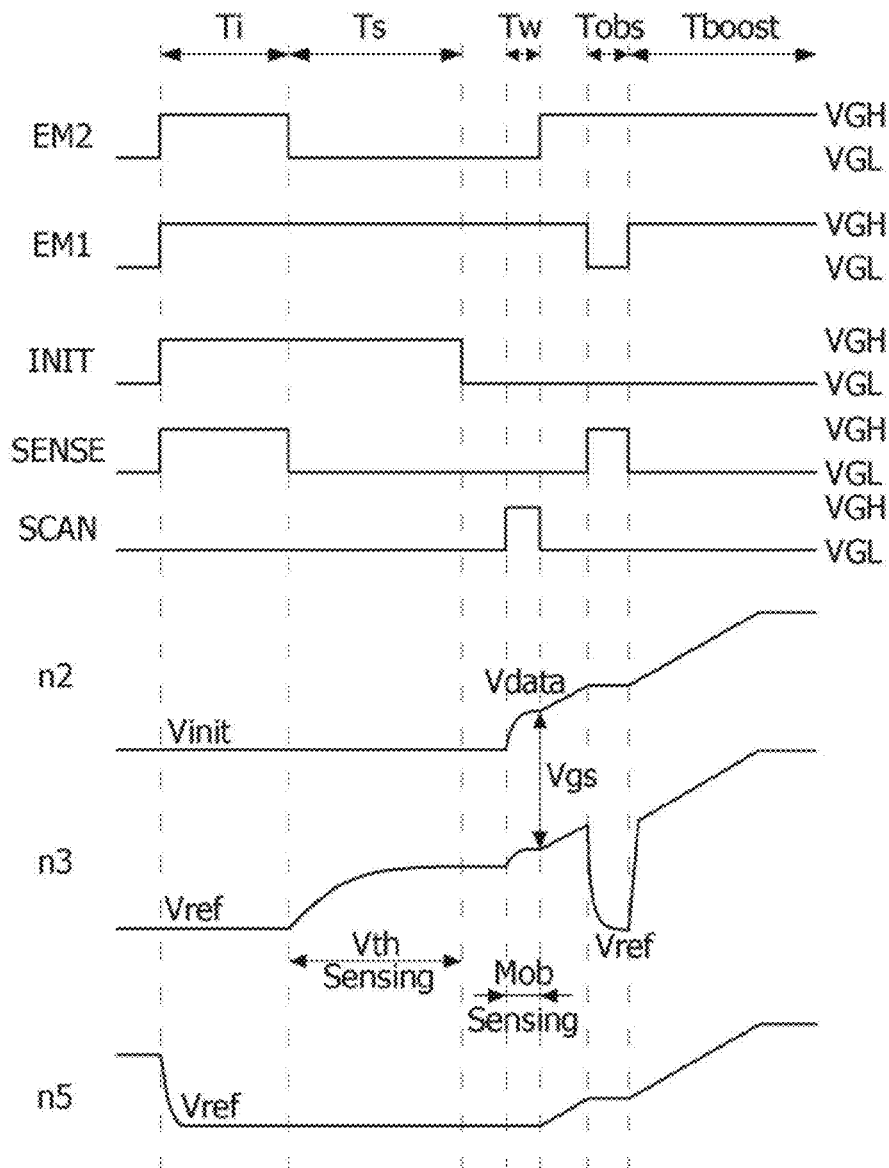 Ti Ts Tw Tobs Tboost
EM2 VGH
VGL
EM1 VGH
VGL
INIT VGH
VGL
SENSE VGH
VGL
SCAN VGH
VGL
n2 Vdata
Vinit
Vgs
n3
Vref
Vref
Vth
Sensing
Mob
Sensing
n5 Vref